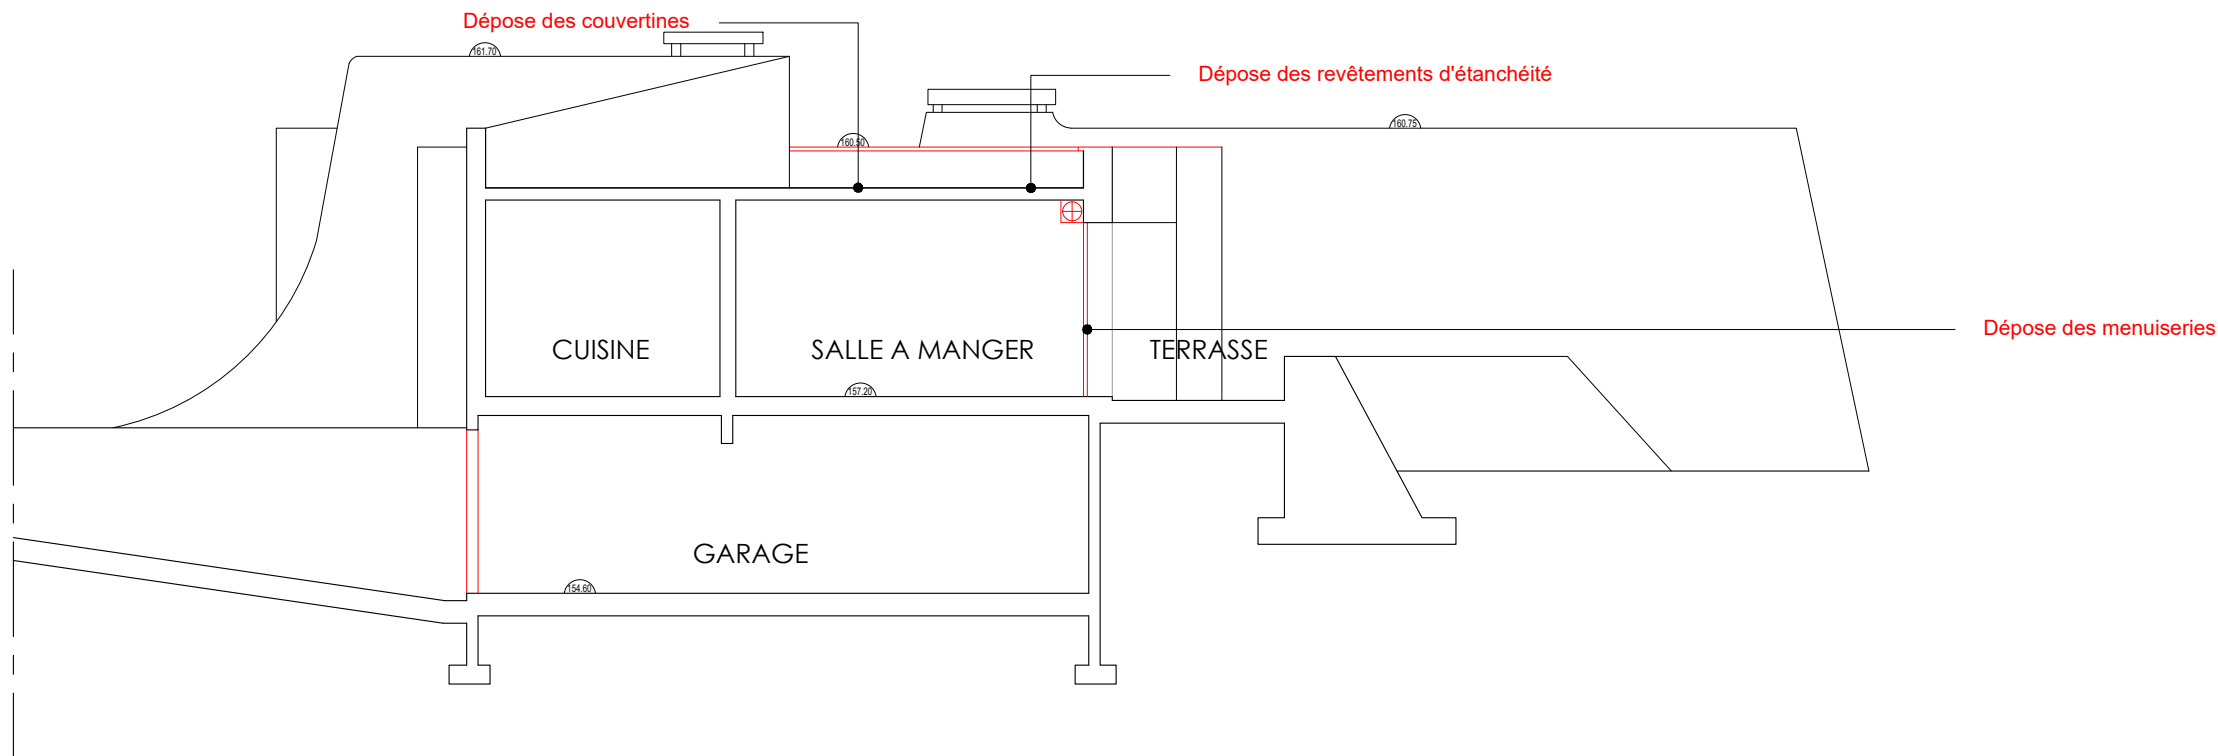 Dépose des couvertines
161.70
Dépose des revêtements d'étanchéité
160.50
160.75
Dépose des menuiseries
CUISINE
SALLE A MANGER
TERRASSE
157.20
GARAGE
154.60